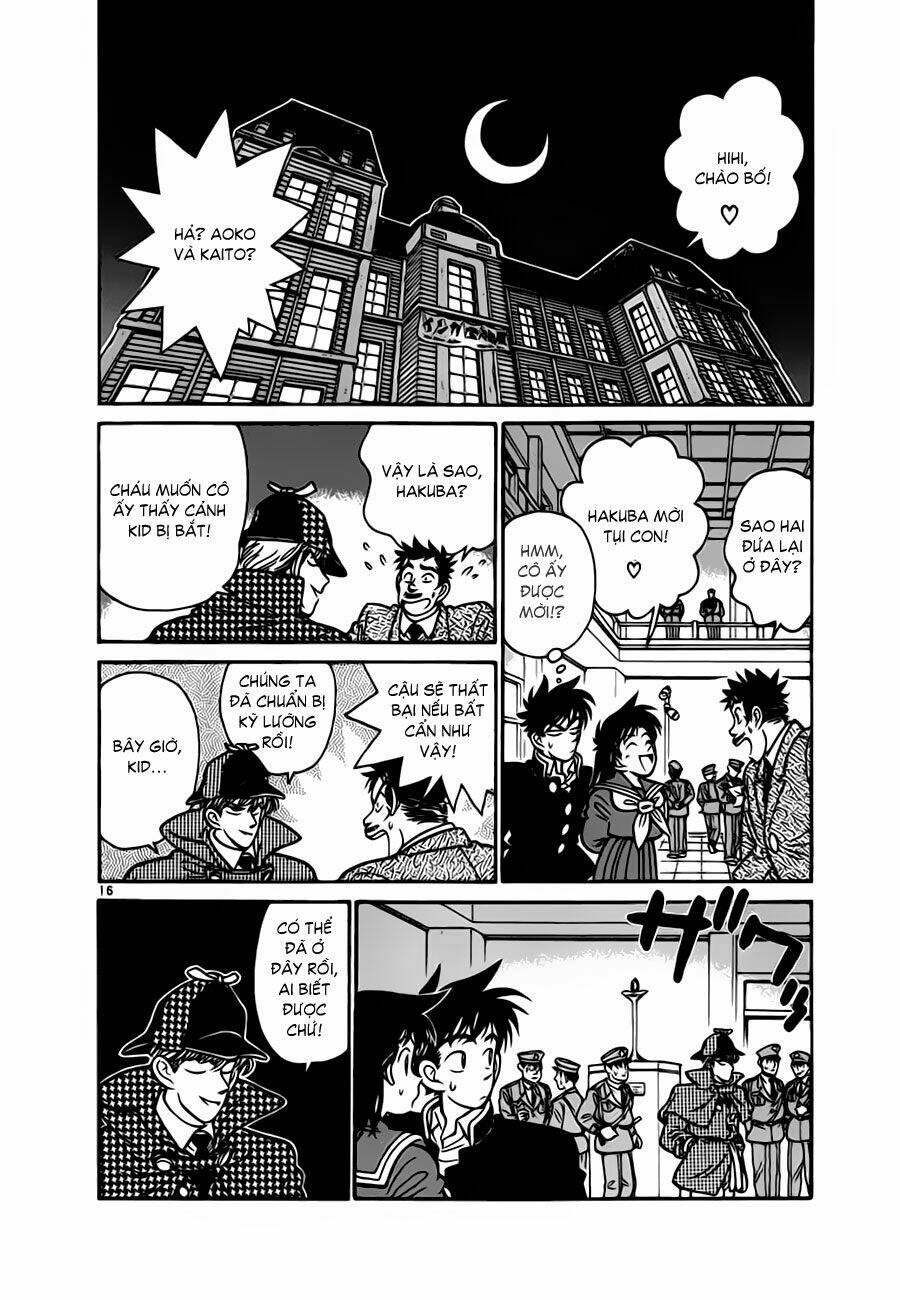 HIHI,
CHÀO BỐ!
♡
HẢ? AOKO
VÀ KAITO?
SAO HAI
ĐỨA LẠI
Ở ĐÂY?
HAKUBA MỜI
TỤI CON!
♡
HMM,
CÔ ẤY
ĐƯỢC
MỜI!?
VẬY LÀ SAO,
HAKUBA?
CHÁU MUỐN CÔ
ẤY THẤY CẢNH
KID BỊ BẮT!
CẬU SẼ THẤT
BẠI NẾU BẤT
CẨN NHƯ
VẬY!
CHÚNG TA
ĐÃ CHUẨN BỊ
KỸ LƯỠNG
RỒI!
BÂY GIỜ,
KID...
16
CÓ THỂ
ĐÃ Ở
ĐÂY RỒI,
AI BIẾT
ĐƯỢC
CHỨ!
ザワ